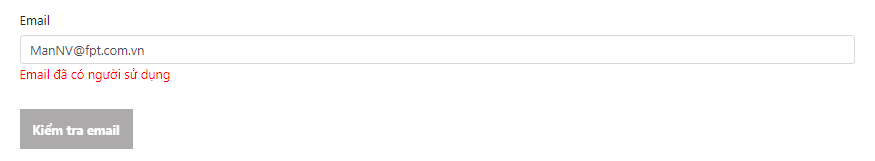 Email
ManNV@fpt.com.vn
Email đã có người sử dụng
Kiểm tra email